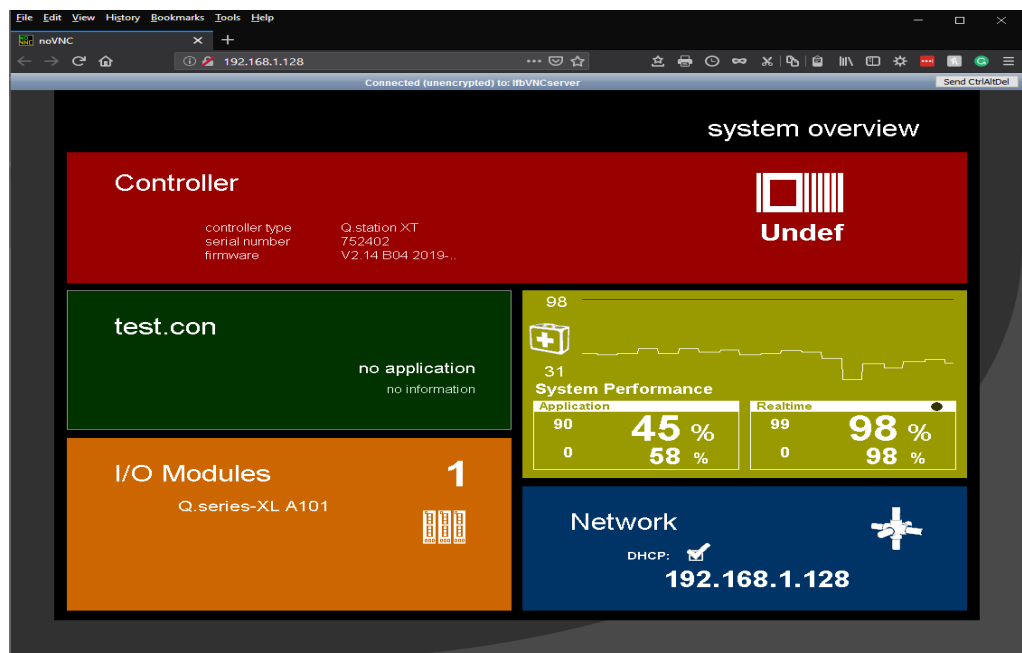 File Edit View History Bookmarks Tools Help
noVNC
192.168.1.128
Connected (unencrypted) to: lfbVNCserver
Send CtrlAltDel
system overview
Controller
Undef
controller type Q.station XT
serial number 752402
firmware V2.14 B04 2019-..
test.con
no application
no information
98
31
System Performance
Application
90 45 %
0 58 %
Realtime
99 98 %
0 98 %
I/O Modules 1
Q.series-XL A101
Network
DHCP:
192.168.1.128